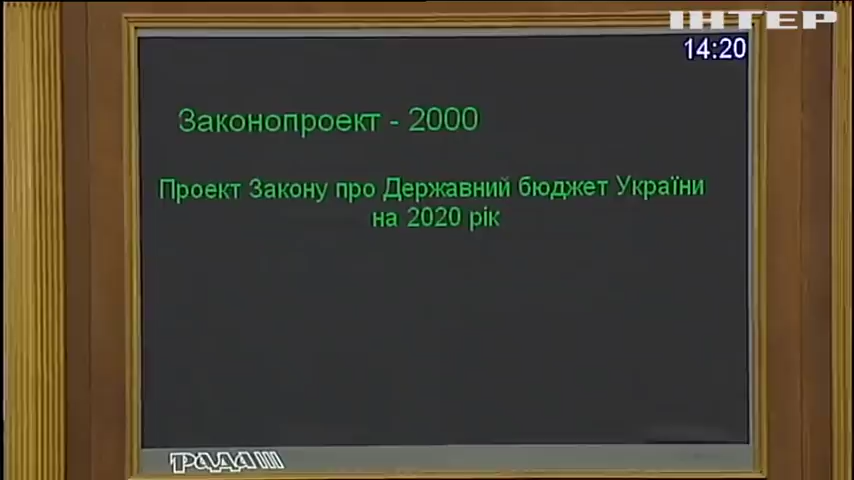 ІНТЕР
14:20
Законопроект - 2000
Проект Закону про Державний бюджет України
на 2020 рік
РАДА